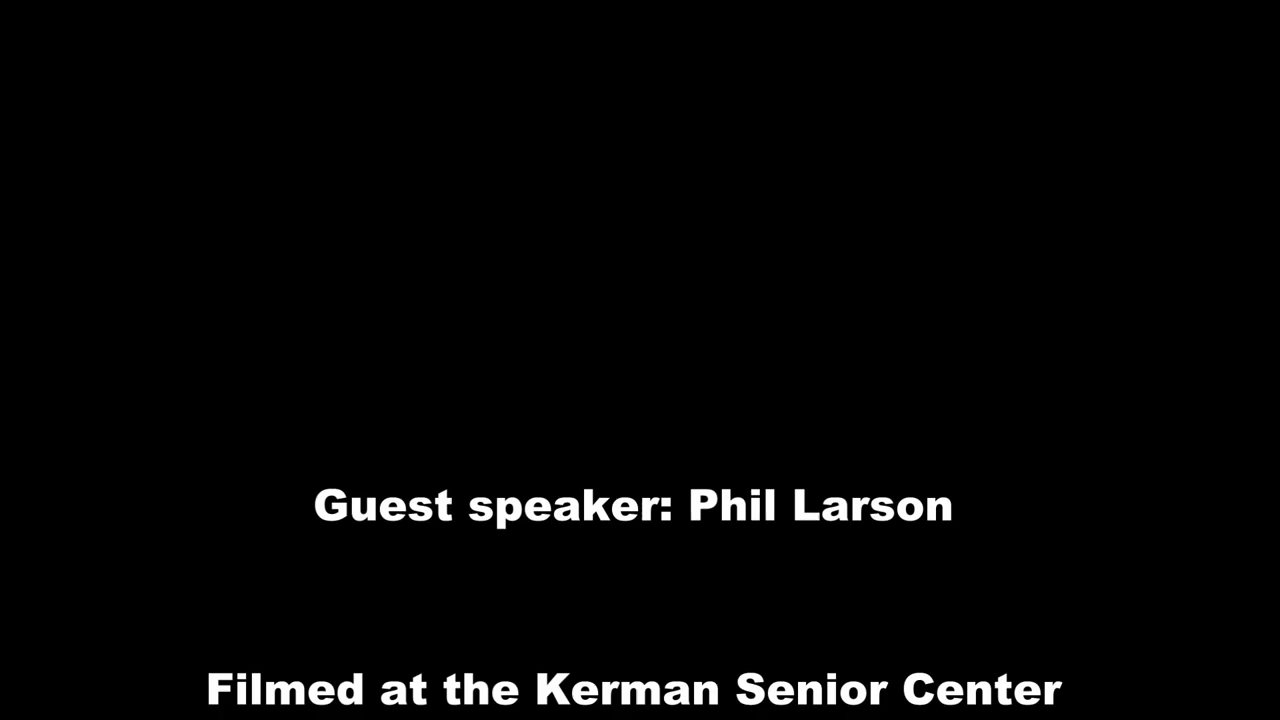 Guest speaker: Phil Larson
Filmed at the Kerman Senior Center